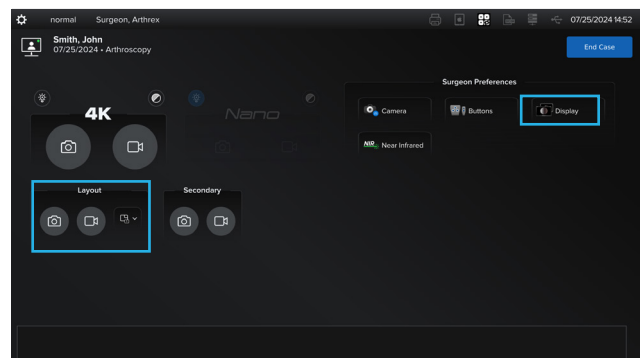 normal Surgeon, Arthrex 07/25/2024 14:52
Smith, John
07/25/2024 • Arthroscopy
End Case
Surgeon Preferences
4K
Nano
Camera Buttons Display
NIR Near Infrared
Layout Secondary